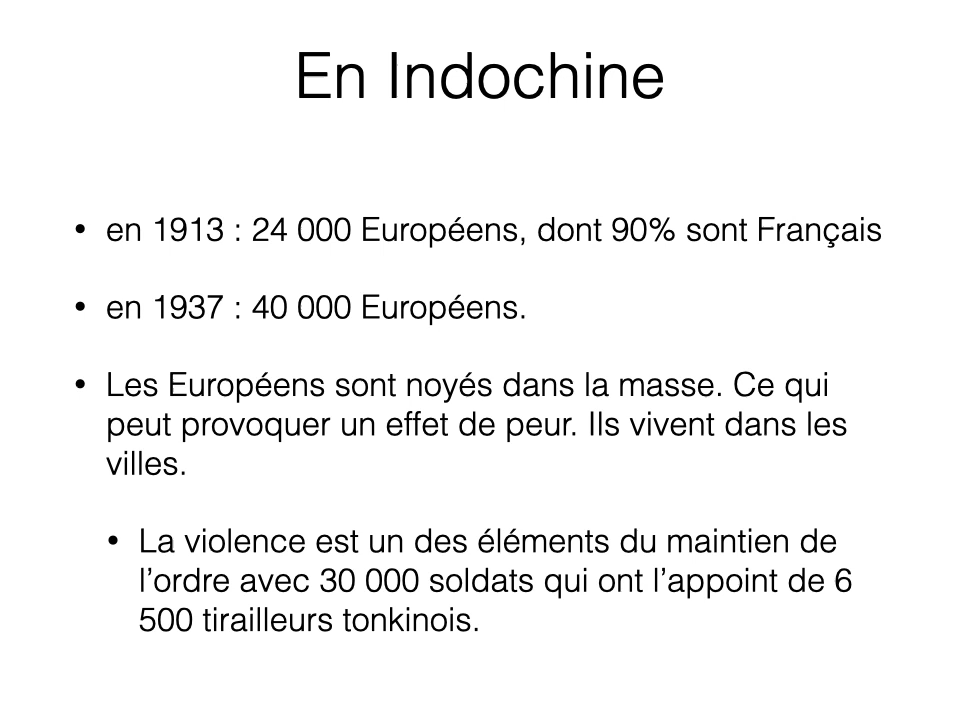 En Indochine
• en 1913 : 24 000 Européens, dont 90% sont Français
• en 1937 : 40 000 Européens.
• Les Européens sont noyés dans la masse. Ce qui
peut provoquer un effet de peur. Ils vivent dans les
villes.
• La violence est un des éléments du maintien de
l’ordre avec 30 000 soldats qui ont l’appoint de 6
500 tirailleurs tonkinois.